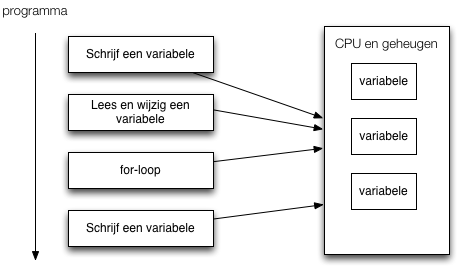 programma
CPU en geheugen
Schrijf een variabele
variabele
Lees en wijzig een
variabele
variabele
for-loop
variabele
Schrijf een variabele